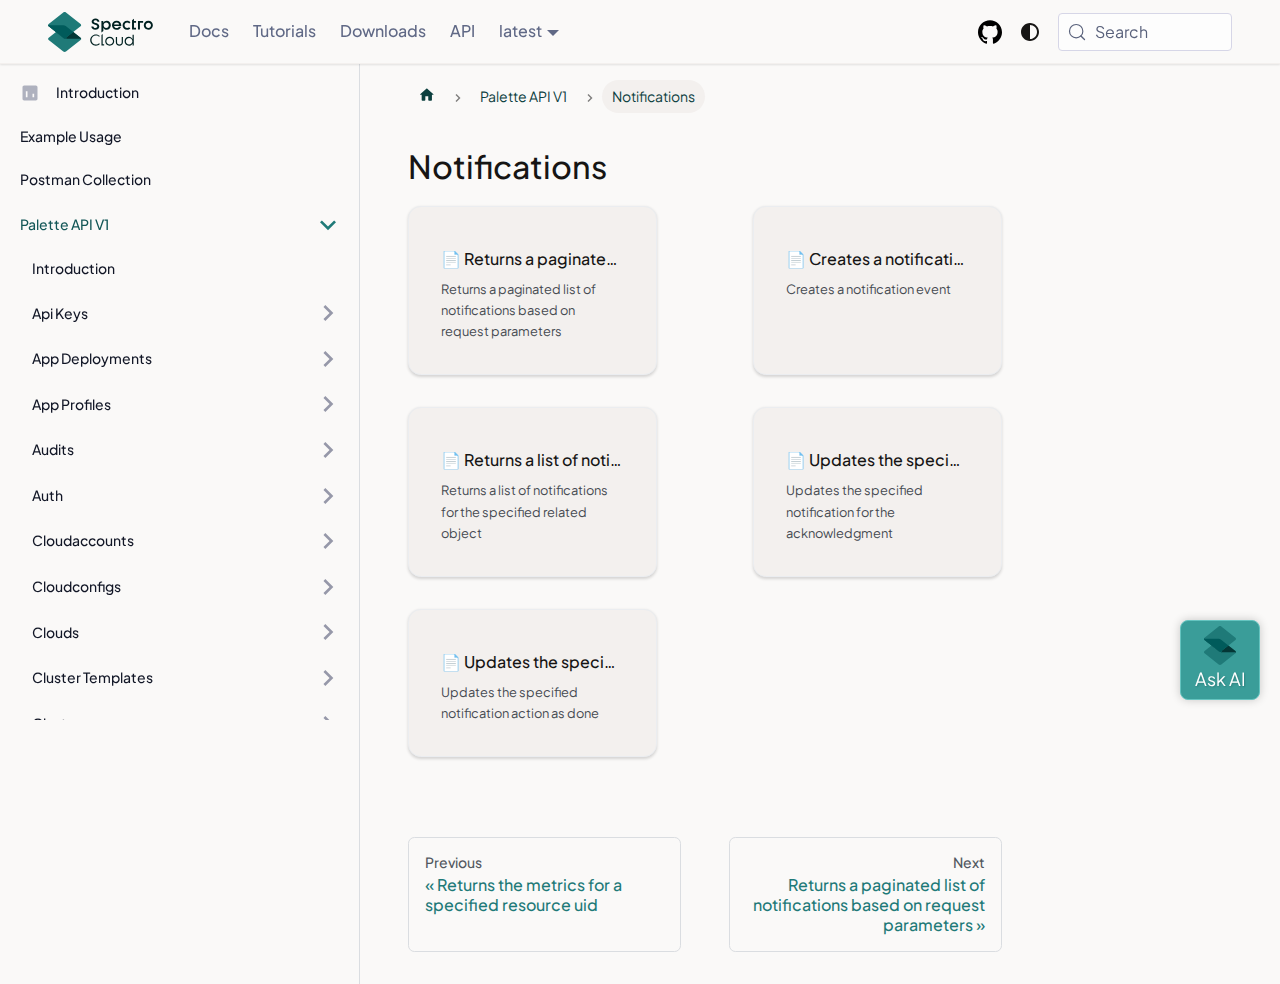 Spectro
Cloud
Docs
Tutorials
Downloads
API
latest
Search
Introduction
Example Usage
Postman Collection
Palette API V1
Introduction
Api Keys
App Deployments
App Profiles
Audits
Auth
Cloudaccounts
Cloudconfigs
Clouds
Cluster Templates
Palette API V1
Notifications
Notifications
Returns a paginate...
Returns a paginated list of
notifications based on
request parameters
Creates a notificati...
Creates a notification event
Returns a list of noti...
Returns a list of notifications
for the specified related
object
Updates the speci...
Updates the specified
notification for the
acknowledgment
Updates the speci...
Updates the specified
notification action as done
Ask AI
Previous
« Returns the metrics for a
specified resource uid
Next
Returns a paginated list of
notifications based on request
parameters »